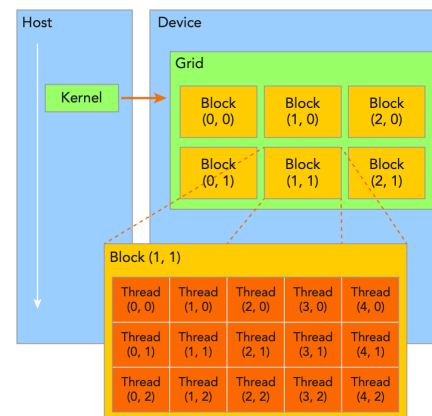 Host
Device
Grid
Kernel
Block Block Block
(0, 0) (1, 0) (2, 0)
Block Block Block
(0, 1) (1, 1) (2, 1)
Block (1, 1)
Thread Thread Thread Thread Thread
(0, 0) (1, 0) (2, 0) (3, 0) (4, 0)
Thread Thread Thread Thread Thread
(0, 1) (1, 1) (2, 1) (3, 1) (4, 1)
Thread Thread Thread Thread Thread
(0, 2) (1, 2) (2, 2) (3, 2) (4, 2)